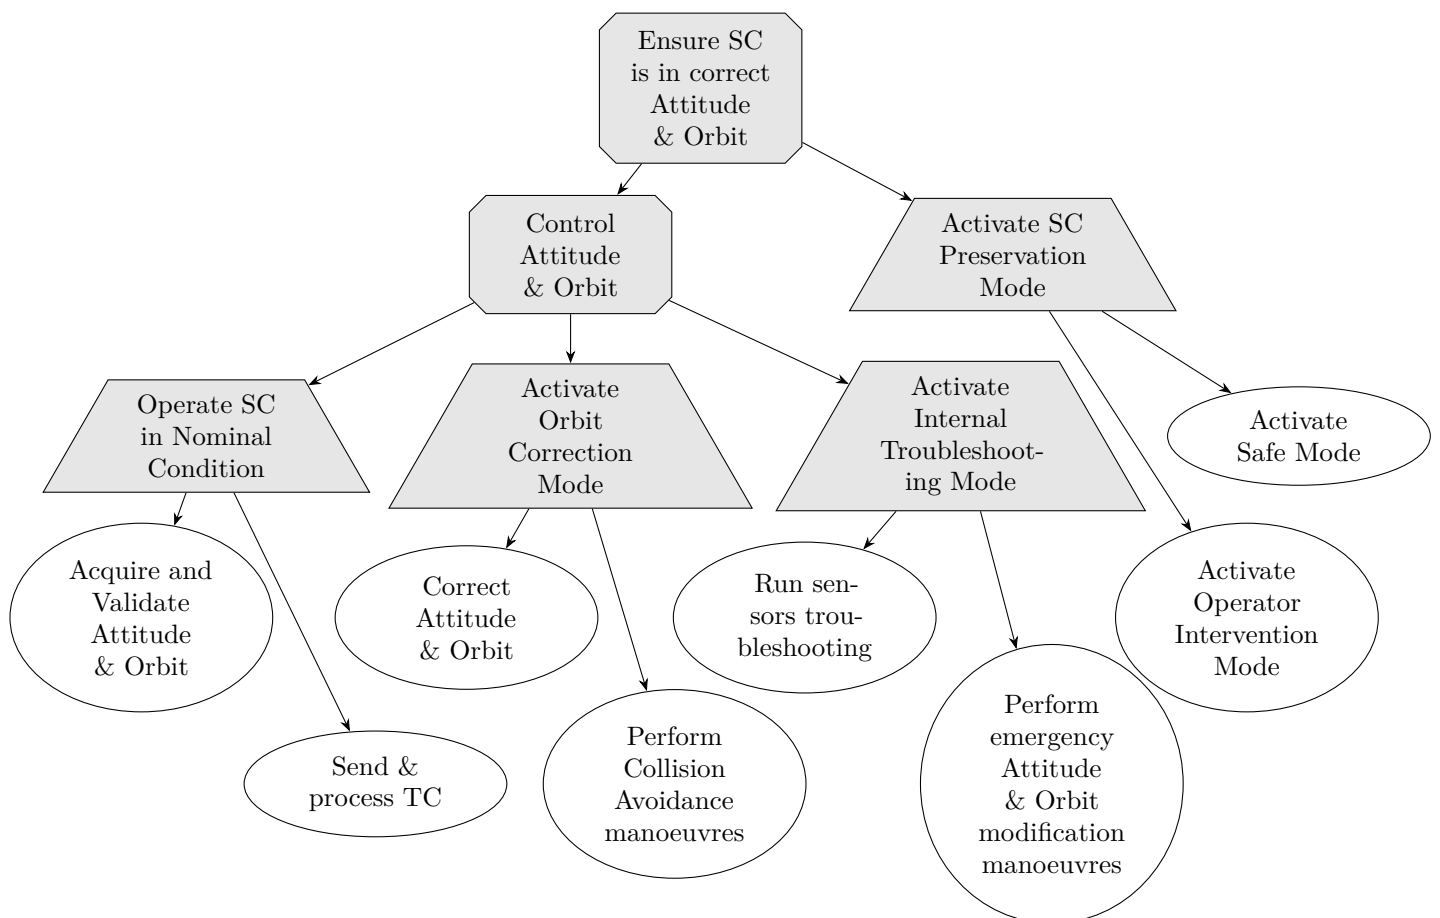 Ensure SC
is in correct
Attitude
& Orbit
Control
Attitude
& Orbit
Activate SC
Preservation
Mode
Operate SC
in Nominal
Condition
Activate
Orbit
Correction
Mode
Activate
Internal
Troubleshoot-
ing Mode
Activate
Safe Mode
Acquire and
Validate
Attitude
& Orbit
Correct
Attitude
& Orbit
Run sen-
sors trou-
bleshooting
Activate
Operator
Intervention
Mode
Send &
process TC
Perform
Collision
Avoidance
manoeuvres
Perform
emergency
Attitude
& Orbit
modification
manoeuvres